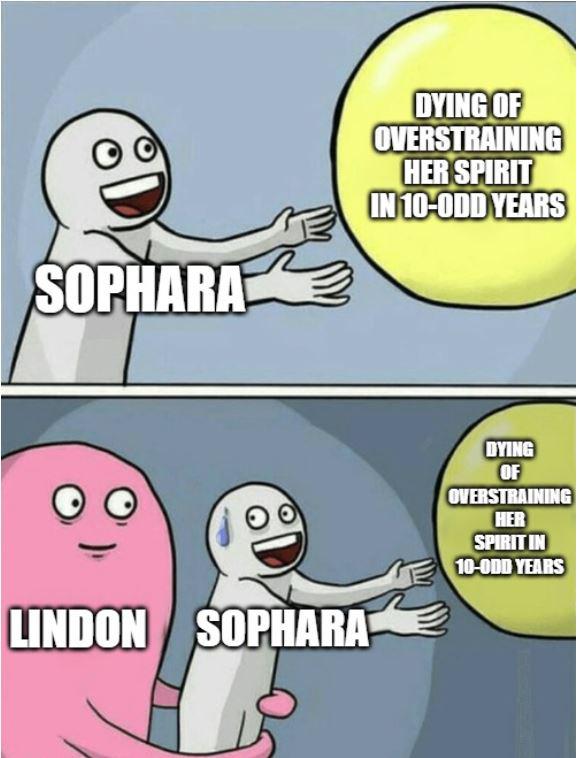 DYING OF
OVERSTRAINING
HER SPIRIT
IN 10-ODD YEARS
SOPHARA
DYING
OF
OVERSTRAINING
HER
SPIRIT IN
10-ODD YEARS
LINDON
SOPHARA